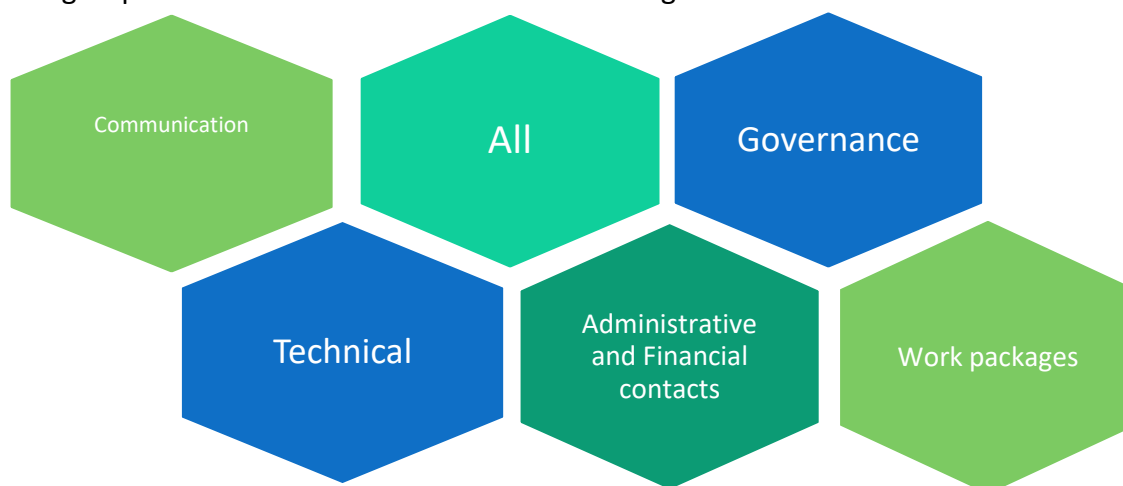 Communication
All
Governance
Technical
Administrative
and Financial
contacts
Work packages